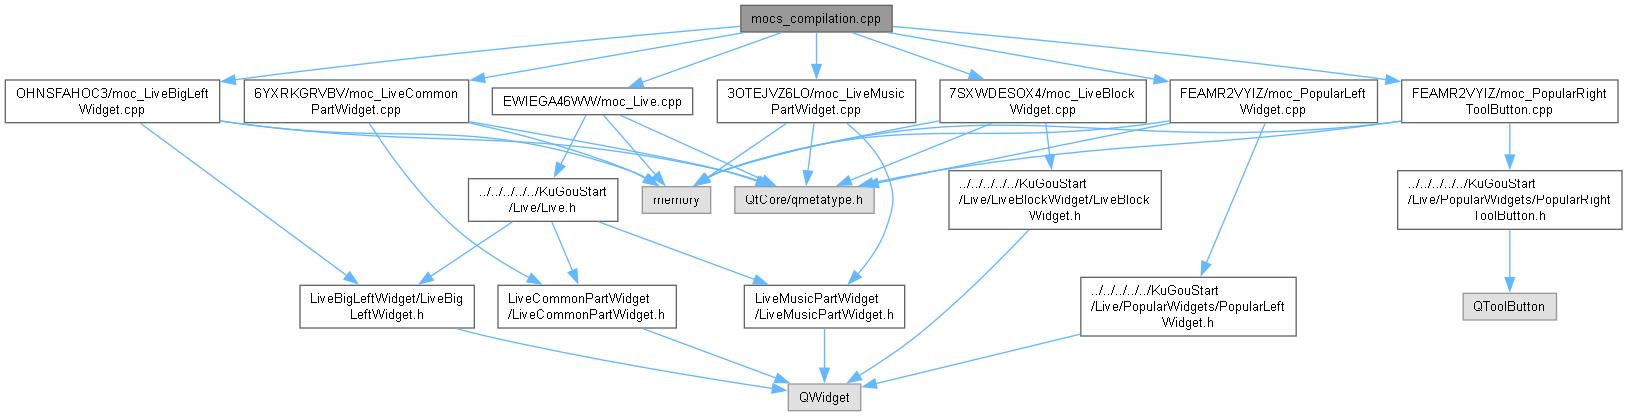 mocs_compilation.cpp
OHNSFAHOC3/moc_LiveBigLeft
Widget.cpp
6YXRKGRVBV/moc_LiveCommon
PartWidget.cpp
EWIEGA46WW/moc_Live.cpp
3OTEJVZ6LO/moc_LiveMusic
PartWidget.cpp
7SXWDESOX4/moc_LiveBlock
Widget.cpp
FEAMR2VYIZ/moc_PopularLeft
Widget.cpp
FEAMR2VYIZ/moc_PopularRight
ToolButton.cpp
../../../../../KuGouStart
/Live/Live.h
memory
QtCore/qmetatype.h
../../../../../KuGouStart
/Live/LiveBlockWidget/LiveBlock
Widget.h
../../../../../KuGouStart
/Live/PopularWidgets/PopularRight
ToolButton.h
LiveBigLeftWidget/LiveBig
LeftWidget.h
LiveCommonPartWidget
/LiveCommonPartWidget.h
LiveMusicPartWidget
/LiveMusicPartWidget.h
../../../../../KuGouStart
/Live/PopularWidgets/PopularLeft
Widget.h
QToolButton
QWidget